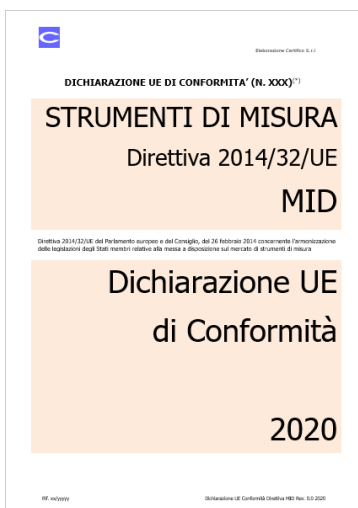 Elaborazione Certifico S.r.l
DICHIARAZIONE UE DI CONFORMITA' (N. XXX)(*)
STRUMENTI DI MISURA
Direttiva 2014/32/UE
MID
Direttiva 2014/32/UE del Parlamento europeo e del Consiglio, del 26 febbraio 2014 concernente l'armonizzazione
delle legislazioni degli Stati membri relative alla messa a disposizione sul mercato di strumenti di misura
Dichiarazione UE
di Conformità
2020
Rif. xx/yyyy
Dichiarazione UE Conformità Direttiva MID Rev. 0.0 2020